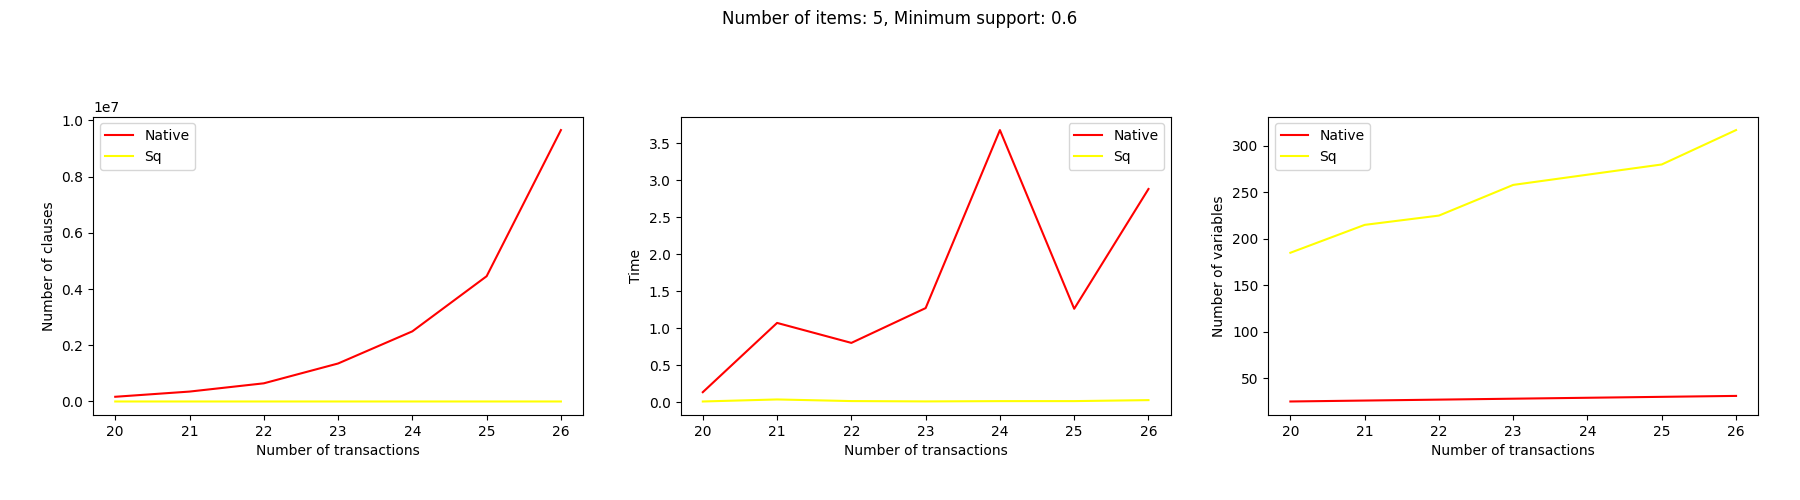 Number of items: 5, Minimum support: 0.6
1e7
Number of clauses
1.0
0.8
0.6
0.4
0.2
0.0
Native
Sq
20 21 22 23 24 25 26
Number of transactions
Time
3.5
3.0
2.5
2.0
1.5
1.0
0.5
0.0
Native
Sq
20 21 22 23 24 25 26
Number of transactions
Number of variables
300
250
200
150
100
50
Native
Sq
20 21 22 23 24 25 26
Number of transactions